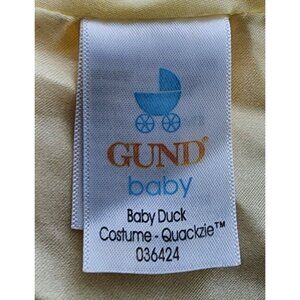 GUND®
baby
Baby Duck
Costume - Quackzie™
036424